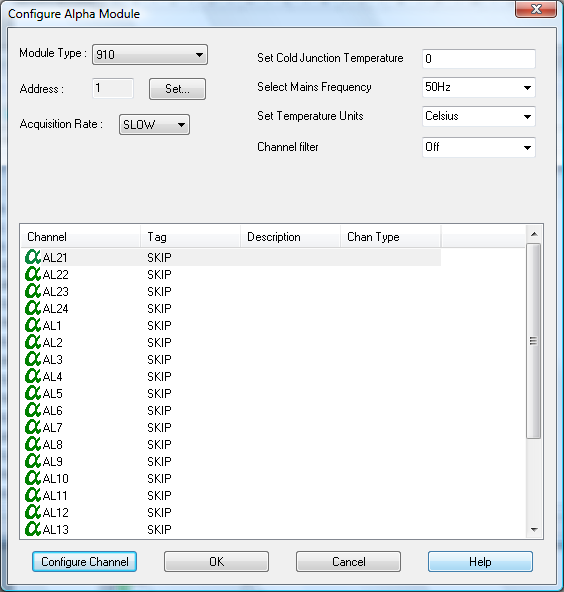 Configure Alpha Module
Module Type : 910
Address : 1 Set...
Acquisition Rate : SLOW
Set Cold Junction Temperature 0
Select Mains Frequency 50Hz
Set Temperature Units Celsius
Channel filter Off
Channel Tag Description Chan Type
α AL21 SKIP
α AL22 SKIP
α AL23 SKIP
α AL24 SKIP
α AL1 SKIP
α AL2 SKIP
α AL3 SKIP
α AL4 SKIP
α AL5 SKIP
α AL6 SKIP
α AL7 SKIP
α AL8 SKIP
α AL9 SKIP
α AL10 SKIP
α AL11 SKIP
α AL12 SKIP
α AL13 SKIP
Configure Channel OK Cancel Help